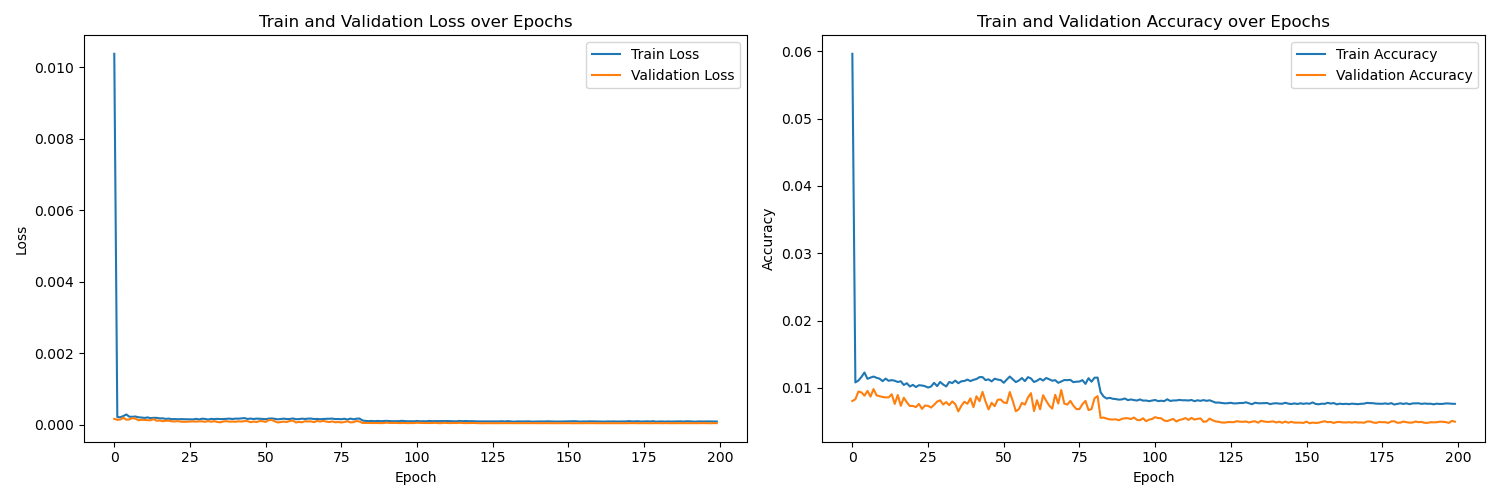 Train and Validation Loss over Epochs
Train Loss
Validation Loss
0.010
0.008
0.006
0.004
0.002
0.000
Loss
0 25 50 75 100 125 150 175 200
Epoch
Train and Validation Accuracy over Epochs
Train Accuracy
Validation Accuracy
0.06
0.05
0.04
0.03
0.02
0.01
Accuracy
0 25 50 75 100 125 150 175 200
Epoch